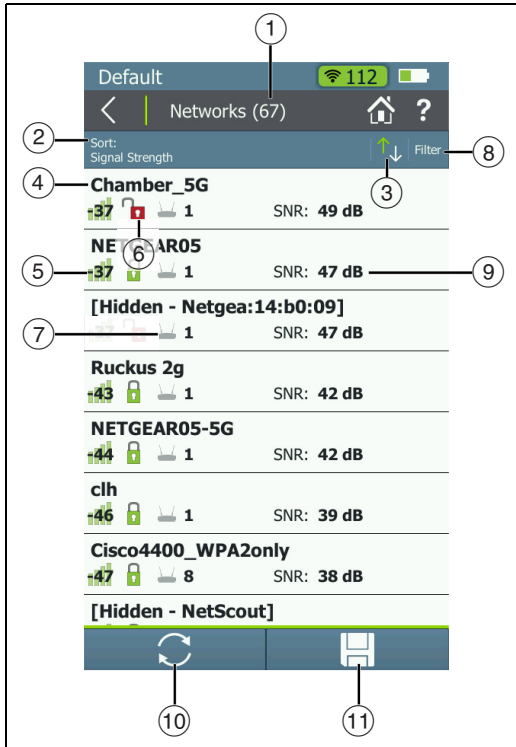 1
Default
112
Networks (67)
?
2
Sort:
Signal Strength
Filter
8
3
4
Chamber_5G
-37
1
SNR: 49 dB
6
NETGEAR05
5
-37
1
SNR: 47 dB
9
[Hidden - Netgea:14:b0:09]
7
-37
1
SNR: 47 dB
Ruckus 2g
-43
1
SNR: 42 dB
NETGEAR05-5G
-44
1
SNR: 42 dB
clh
-46
1
SNR: 39 dB
Cisco4400_WPA2only
-47
8
SNR: 38 dB
[Hidden - NetScout]
10
11